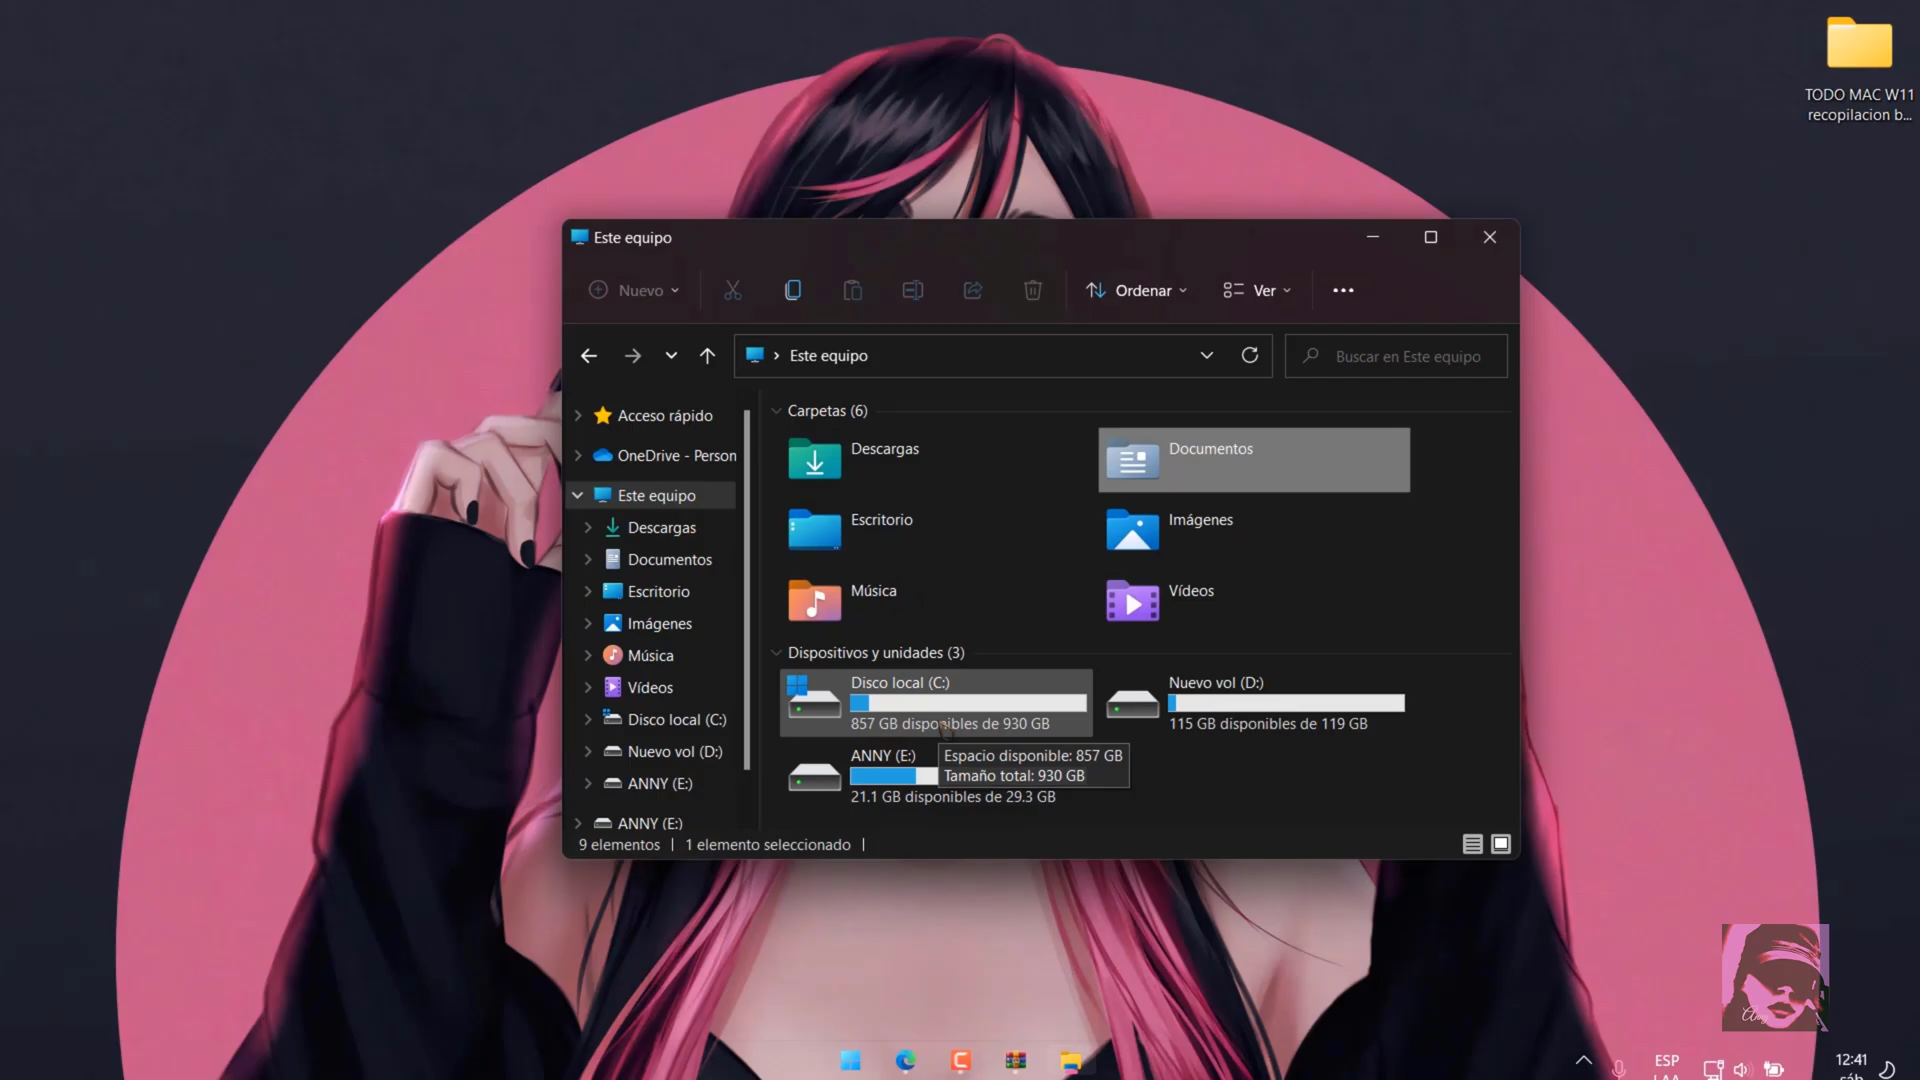 TODO MAC W11
recopilacion b...
Este equipo
Nuevo
Ordenar
Ver
Este equipo
Buscar en Este equipo
Acceso rápido
OneDrive - Person
Este equipo
Descargas
Documentos
Escritorio
Imágenes
Música
Vídeos
Disco local (C:)
Nuevo vol (D:)
ANNY (E:)
ANNY (E:)
Carpetas (6)
Descargas
Documentos
Escritorio
Imágenes
Música
Vídeos
Dispositivos y unidades (3)
Disco local (C:)
857 GB disponibles de 930 GB
Nuevo vol (D:)
115 GB disponibles de 119 GB
ANNY (E:)
21.1 GB disponibles de 29.3 GB
Espacio disponible: 857 GB
Tamaño total: 930 GB
9 elementos | 1 elemento seleccionado |
Anny
ESP
LAA
12:41
sáb